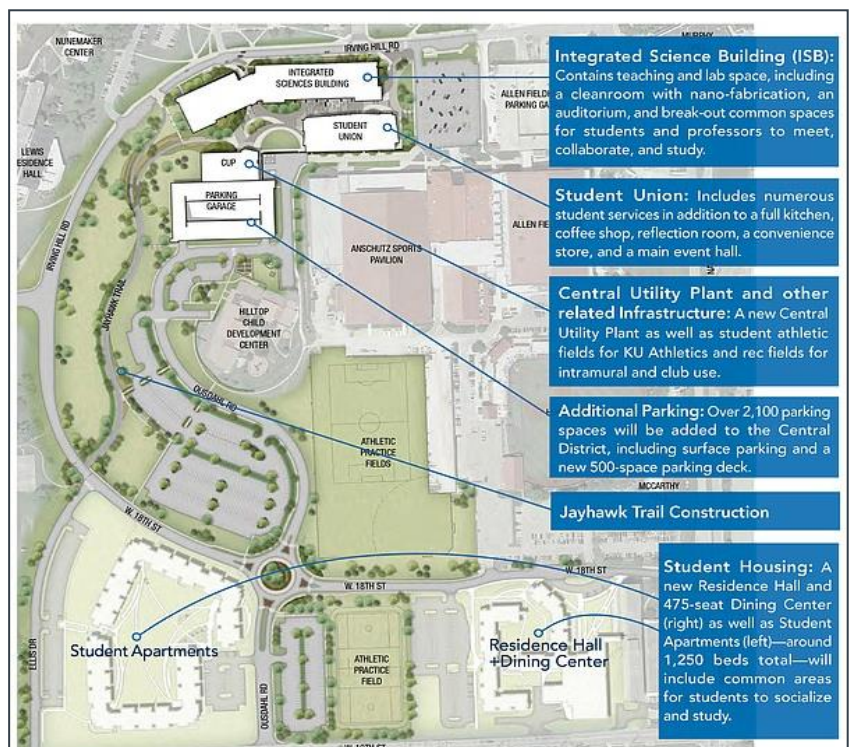 NUNEMAKER
CENTER
IRVING HILL RD
MURPHY
INTEGRATED
SCIENCES BUILDING
ALLEN FIELD
PARKING GA
STUDENT
UNION
LEWIS
ESIDENCE
HALL
CUP
PARKING
GARAGE
IRVING HILL RD
JAYHAWK TRAIL
ANSCHUTZ SPORTS
PAVILION
ALLEN FIE
NA
HILLTOP
CHILD
DEVELOPMENT
CENTER
OUSDAHL RD
ATHLETIC
PRACTICE
FIELDS
MCCARTHY
W. 18TH ST
W. 18TH ST
W. 18TH ST
ELLIS DR
Student Apartments
OUSDAHL RD
ATHLETIC
PRACTICE
FIELD
Residence Hall
+Dining Center
W. 19TH ST
Integrated Science Building (ISB):
Contains teaching and lab space, including
a cleanroom with nano-fabrication, an
auditorium, and break-out common spaces
for students and professors to meet,
collaborate, and study.
Student Union: Includes numerous
student services in addition to a full kitchen,
coffee shop, reflection room, a convenience
store, and a main event hall.
Central Utility Plant and other
related Infrastructure: A new Central
Utility Plant as well as student athletic
fields for KU Athletics and rec fields for
intramural and club use.
Additional Parking: Over 2,100 parking
spaces will be added to the Central
District, including surface parking and a
new 500-space parking deck.
Jayhawk Trail Construction
Student Housing: A
new Residence Hall and
475-seat Dining Center
(right) as well as Student
Apartments (left)—around
1,250 beds total—will
include common areas
for students to socialize
and study.